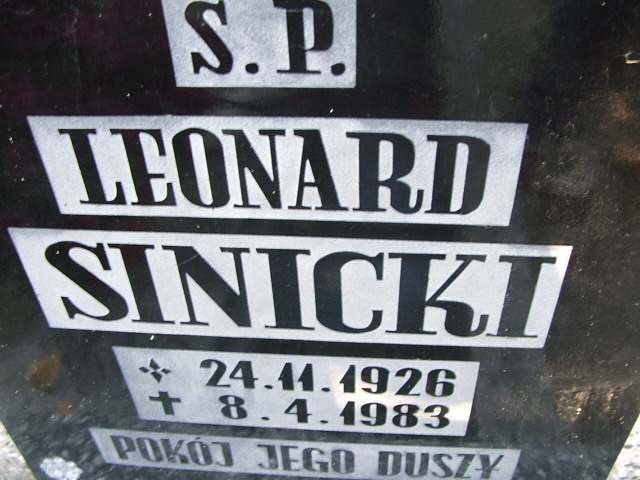 S.P.
LEONARD
SINICKI
24.11.1926
✝ 8.4.1983
POKÓJ JEGO DUSZY